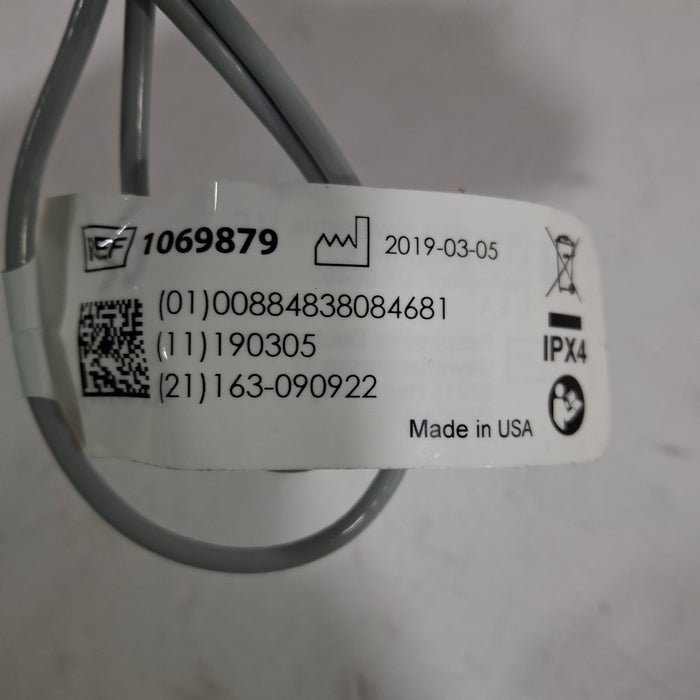 REF 1069879 2019-03-05
(01)00884838084681
(11)190305
(21)163-090922
IPX4
Made in USA